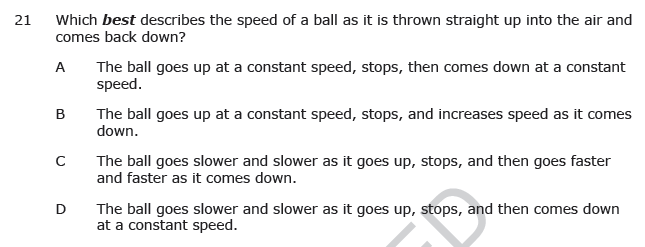 21 Which best describes the speed of a ball as it is thrown straight up into the air and
comes back down?
A The ball goes up at a constant speed, stops, then comes down at a constant
speed.
B The ball goes up at a constant speed, stops, and increases speed as it comes
down.
C The ball goes slower and slower as it goes up, stops, and then goes faster
and faster as it comes down.
D The ball goes slower and slower as it goes up, stops, and then comes down
at a constant speed.
ED